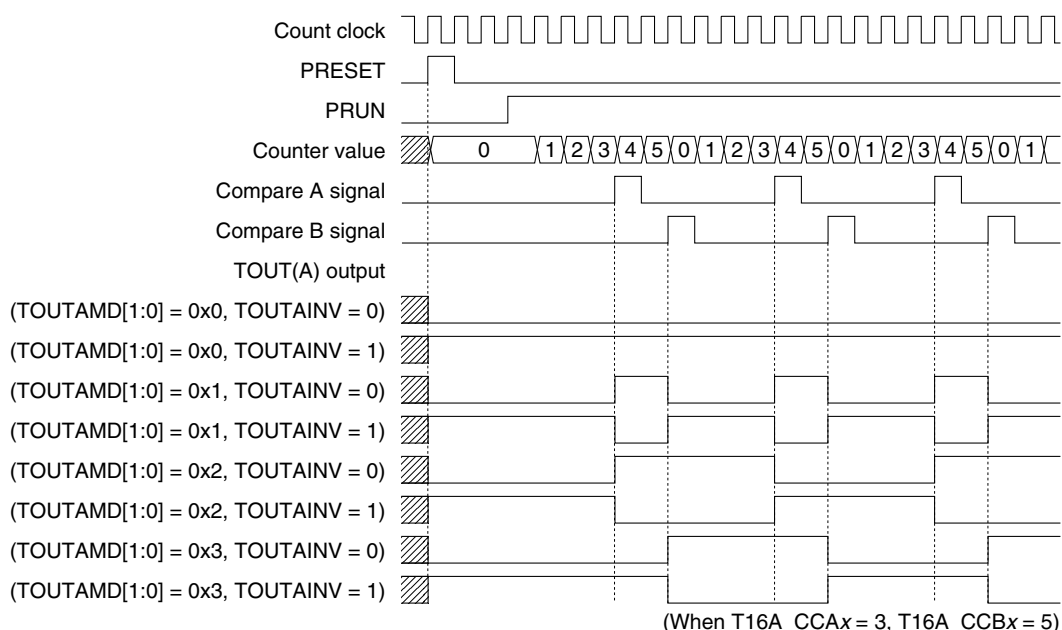 Count clock
PRESET
PRUN
Counter value 0 1 2 3 4 5 0 1 2 3 4 5 0 1 2 3 4 5 0 1
Compare A signal
Compare B signal
TOUT(A) output
(TOUTAMD[1:0] = 0x0, TOUTAINV = 0)
(TOUTAMD[1:0] = 0x0, TOUTAINV = 1)
(TOUTAMD[1:0] = 0x1, TOUTAINV = 0)
(TOUTAMD[1:0] = 0x1, TOUTAINV = 1)
(TOUTAMD[1:0] = 0x2, TOUTAINV = 0)
(TOUTAMD[1:0] = 0x2, TOUTAINV = 1)
(TOUTAMD[1:0] = 0x3, TOUTAINV = 0)
(TOUTAMD[1:0] = 0x3, TOUTAINV = 1)
(When T16A_CCAx = 3, T16A_CCBx = 5)